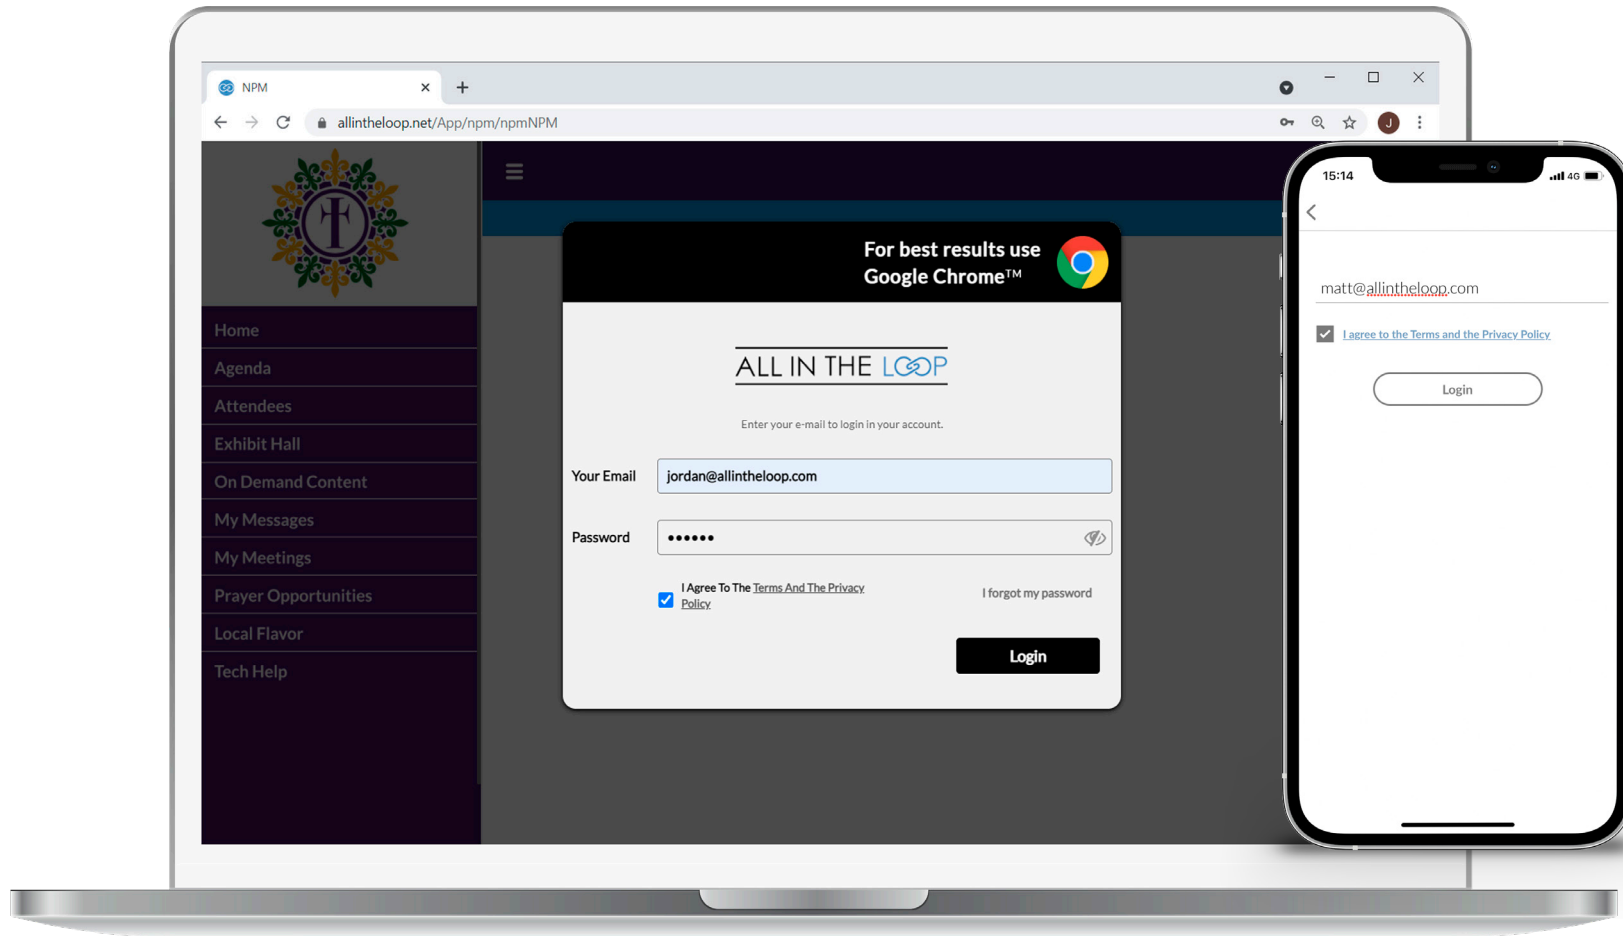 NPM
allintheloop.net/App/npm/npmNPM
J
T
Home
Agenda
Attendees
Exhibit Hall
On Demand Content
My Messages
My Meetings
Prayer Opportunities
Local Flavor
Tech Help
For best results use
Google Chrome™
ALL IN THE LOOP
Enter your e-mail to login in your account.
Your Email jordan@allintheloop.com
Password ••••••
I Agree To The Terms And The Privacy
Policy
I forgot my password
Login
15:14 4G
matt@allintheloop.com
I agree to the Terms and the Privacy Policy
Login